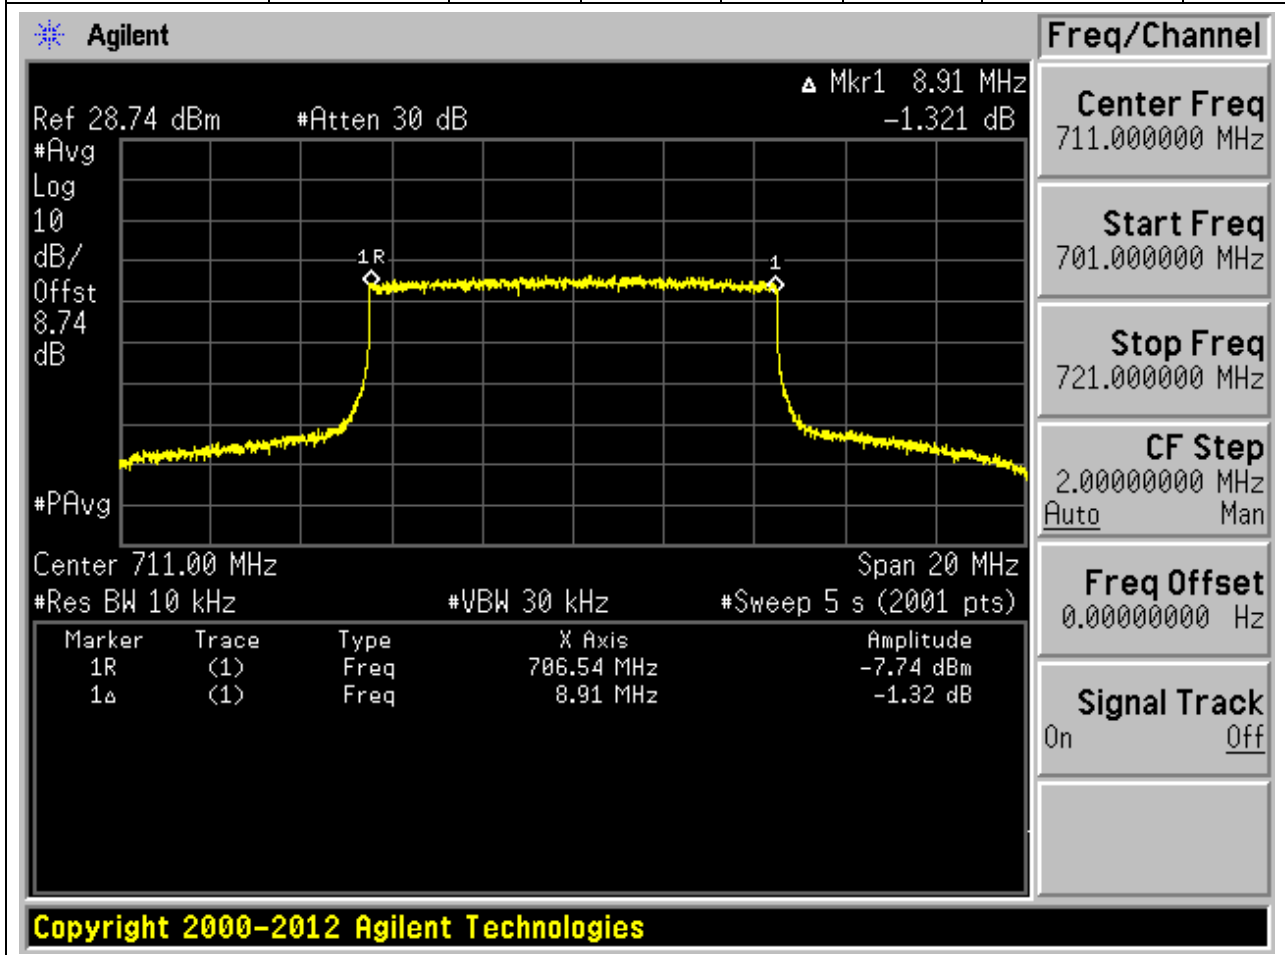 Agilent
Freq/Channel
Δ Mkr1 8.91 MHz
Ref 28.74 dBm #Atten 30 dB -1.321 dB
#Avg
Log
10
dB/
Offst
8.74
dB
1R
1
#PAvg
Center 711.00 MHz Span 20 MHz
#Res BW 10 kHz #VBW 30 kHz #Sweep 5 s (2001 pts)
Marker Trace Type X Axis Amplitude
1R (1) Freq 706.54 MHz -7.74 dBm
1Δ (1) Freq 8.91 MHz -1.32 dB
Center Freq
711.000000 MHz
Start Freq
701.000000 MHz
Stop Freq
721.000000 MHz
CF Step
2.00000000 MHz
Auto Man
Freq Offset
0.00000000 Hz
Signal Track
On Off
Copyright 2000-2012 Agilent Technologies